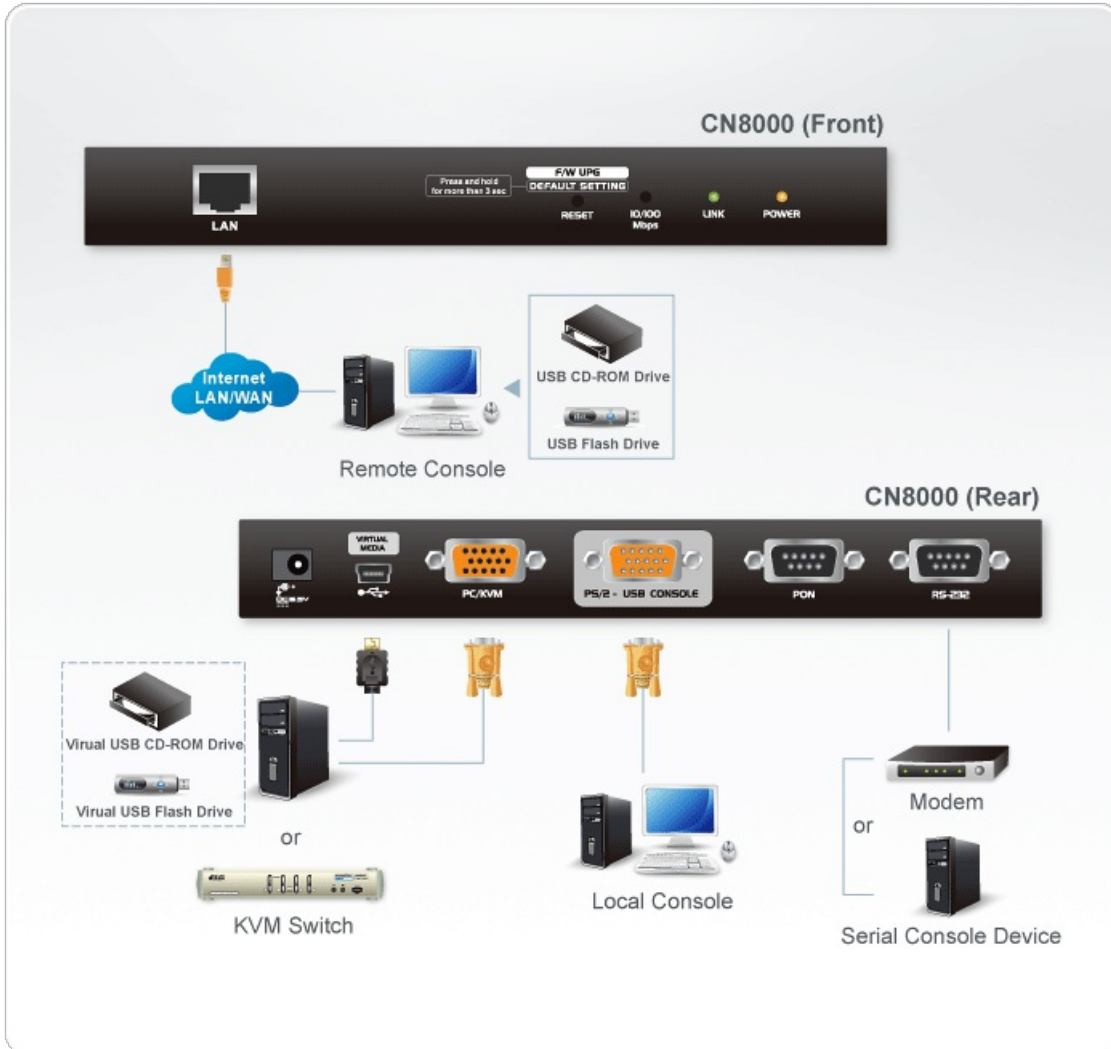 CN8000 (Front)
Press and hold
for more than 3 sec
F/W UPG
DEFAULT SETTING
LAN
RESET
10/100
Mbps
LINK
POWER
Internet
LAN/WAN
USB CD-ROM Drive
USB Flash Drive
Remote Console
CN8000 (Rear)
VIRTUAL
MEDIA
PC/KVM
PS/2 - USB CONSOLE
PON
RS-232
Virual USB CD-ROM Drive
Virual USB Flash Drive
or
KVM Switch
Local Console
Modem
or
Serial Console Device